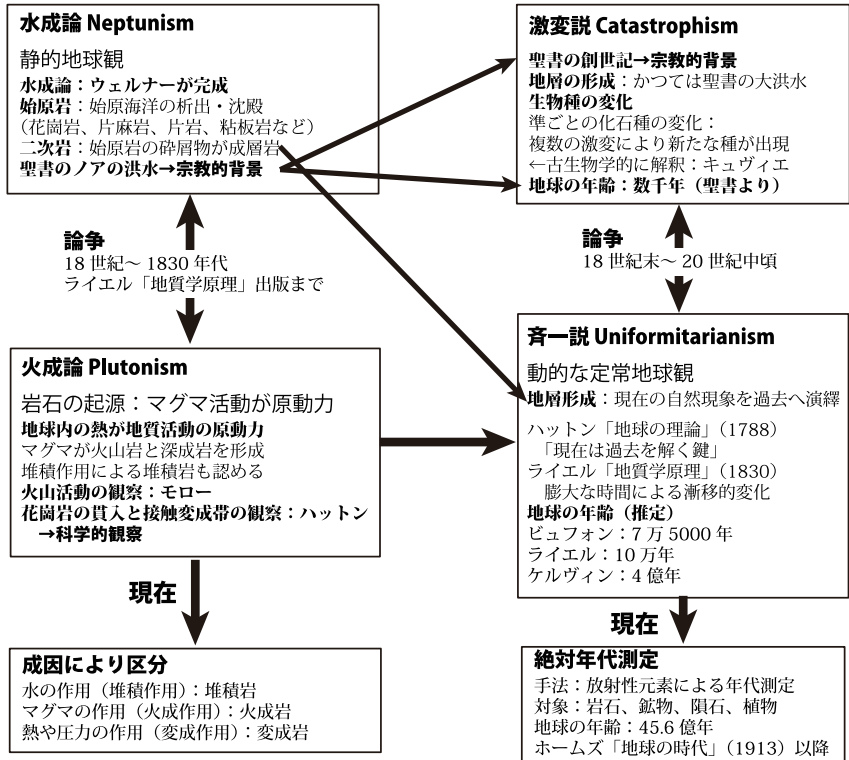 水成論 Neptunism
静的地球観
水成論：ウェルナーが完成
始原岩：始原海洋の析出・沈殿
（花崗岩、片麻岩、片岩、粘板岩など）
二次岩：始原岩の砕屑物が成層岩
聖書のノアの洪水→宗教的背景
激変説 Catastrophism
聖書の創世記→宗教的背景
地層の形成：かつては聖書の大洪水
生物種の変化
準ごとの化石種の変化：
複数の激変により新たな種が出現
←古生物学的に解釈：キュヴィエ
地球の年齢：数千年（聖書より）
論争
18 世紀～ 1830 年代
ライエル「地質学原理」出版まで
論争
18 世紀末～ 20 世紀中頃
火成論 Plutonism
岩石の起源：マグマ活動が原動力
地球内の熱が地質活動の原動力
マグマが火山岩と深成岩を形成
堆積作用による堆積岩も認める
火山活動の観察：モロー
花崗岩の貫入と接触変成帯の観察：ハットン
→科学的観察
斉一説 Uniformitarianism
動的な定常地球観
地層形成：現在の自然現象を過去へ演繹
ハットン「地球の理論」（1788）
「現在は過去を解く鍵」
ライエル「地質学原理」（1830）
膨大な時間による漸移的変化
地球の年齢（推定）
ビュフォン：7 万 5000 年
ライエル：10 万年
ケルヴィン：4 億年
現在
成因により区分
水の作用（堆積作用）：堆積岩
マグマの作用（火成作用）：火成岩
熱や圧力の作用（変成作用）：変成岩
現在
絶対年代測定
手法：放射性元素による年代測定
対象：岩石、鉱物、隕石、植物
地球の年齢：45.6 億年
ホームズ「地球の時代」（1913）以降